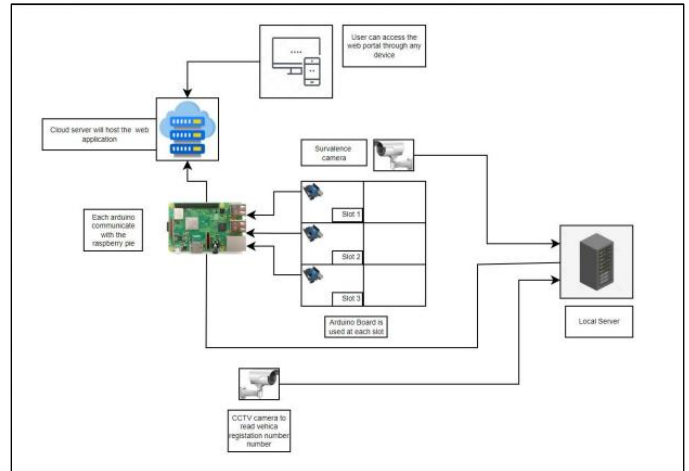 User can access the
web portal through any
device
Cloud server will host the web
application
Survalence
camera
Each arduino
communicate
with the
raspberry pie
Slot 1
Slot 2
Slot 3
Arduino Board is
used at each slot
Local Server
CCTV camera to
read vehica
registation number
number